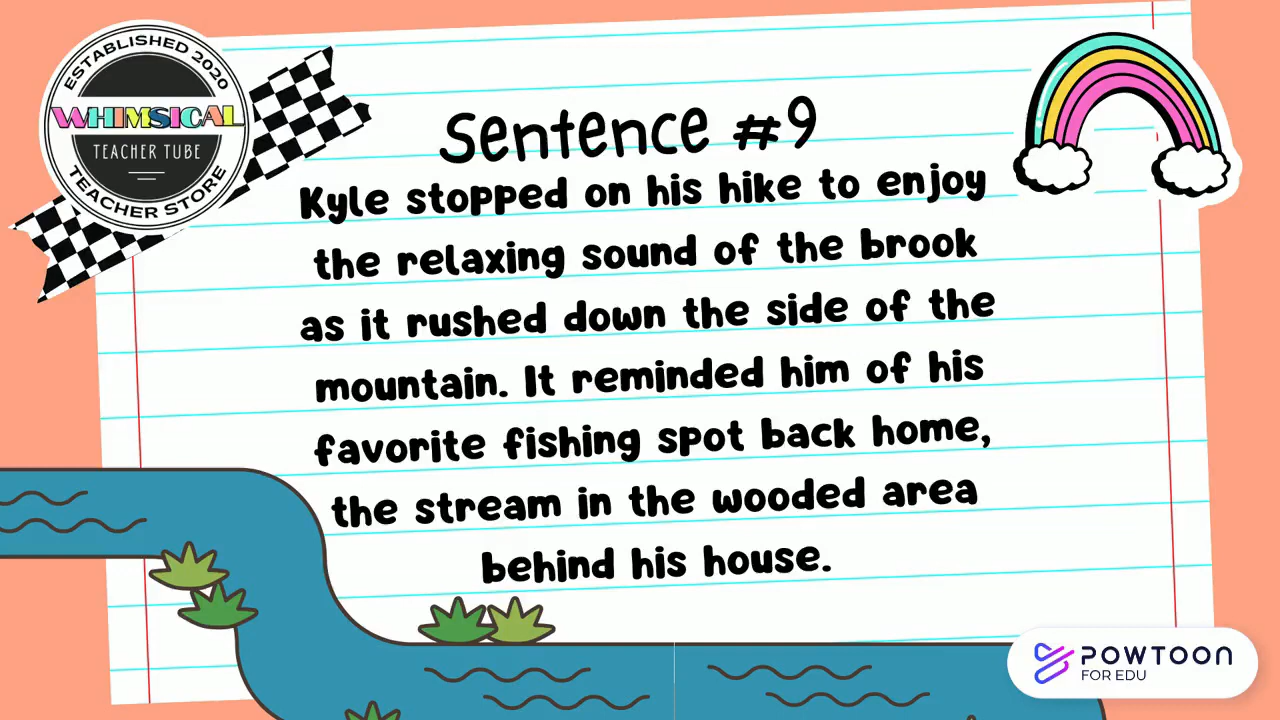 ESTABLISHED 2020
WHIMSICAL
TEACHER TUBE
TEACHER STORE
Sentence #9
Kyle stopped on his hike to enjoy
the relaxing sound of the brook
as it rushed down the side of the
mountain. It reminded him of his
favorite fishing spot back home,
the stream in the wooded area
behind his house.
POWTOON
FOR EDU